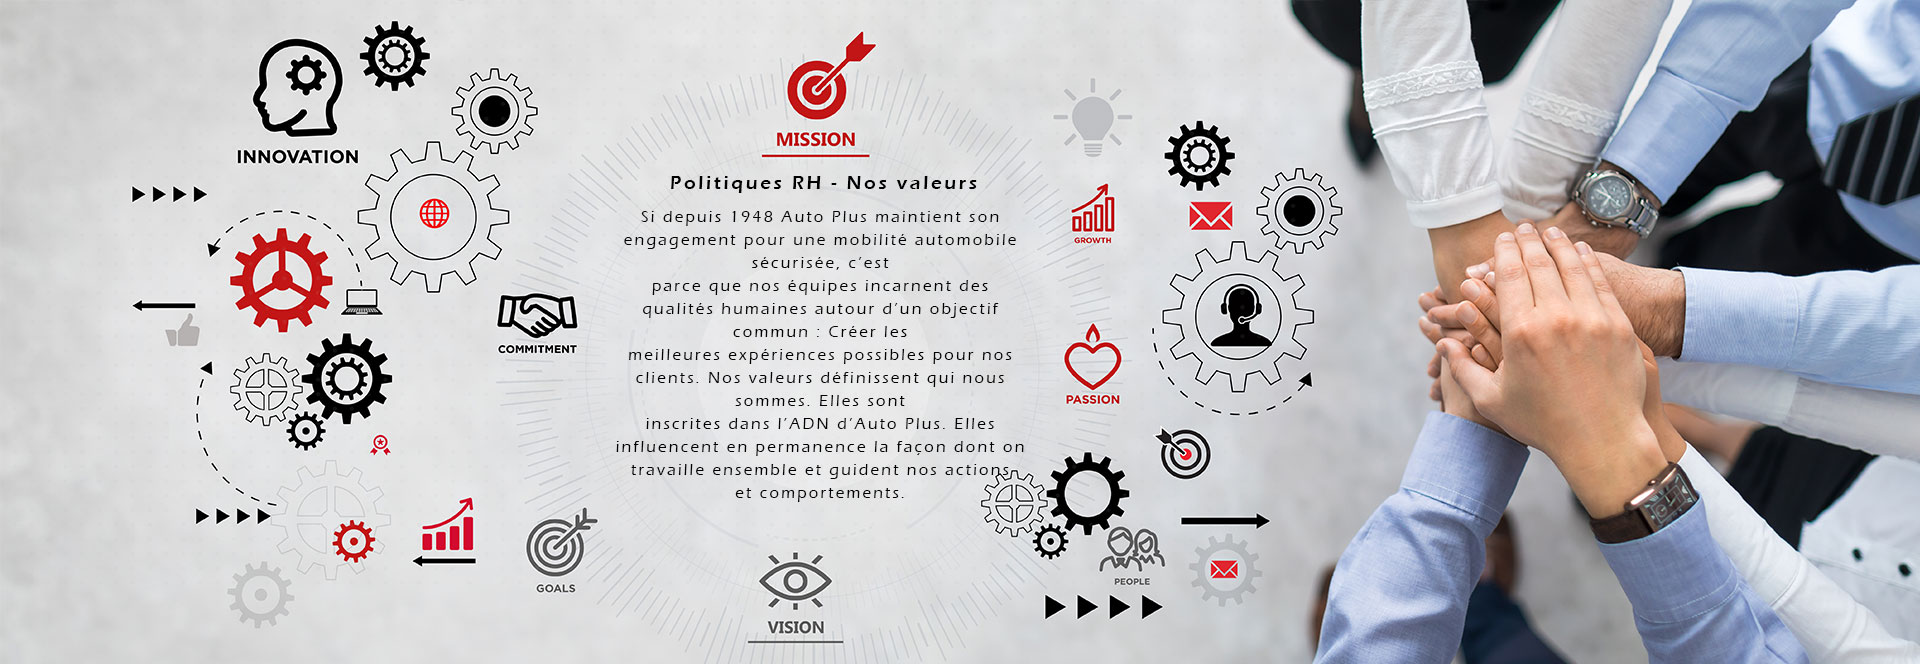 INNOVATION
MISSION
Politiques RH - Nos valeurs
Si depuis 1948 Auto Plus maintient son
engagement pour une mobilité automobile
sécurisée, c'est
parce que nos équipes incarnent des
qualités humaines autour d'un objectif
commun : Créer les
meilleures expériences possibles pour nos
clients. Nos valeurs définissent qui nous
sommes. Elles sont
inscrites dans l'ADN d'Auto Plus. Elles
influencent en permanence la façon dont on
travaille ensemble et guident nos actions
et comportements.
COMMITMENT
GOALS
VISION
GROWTH
PASSION
PEOPLE